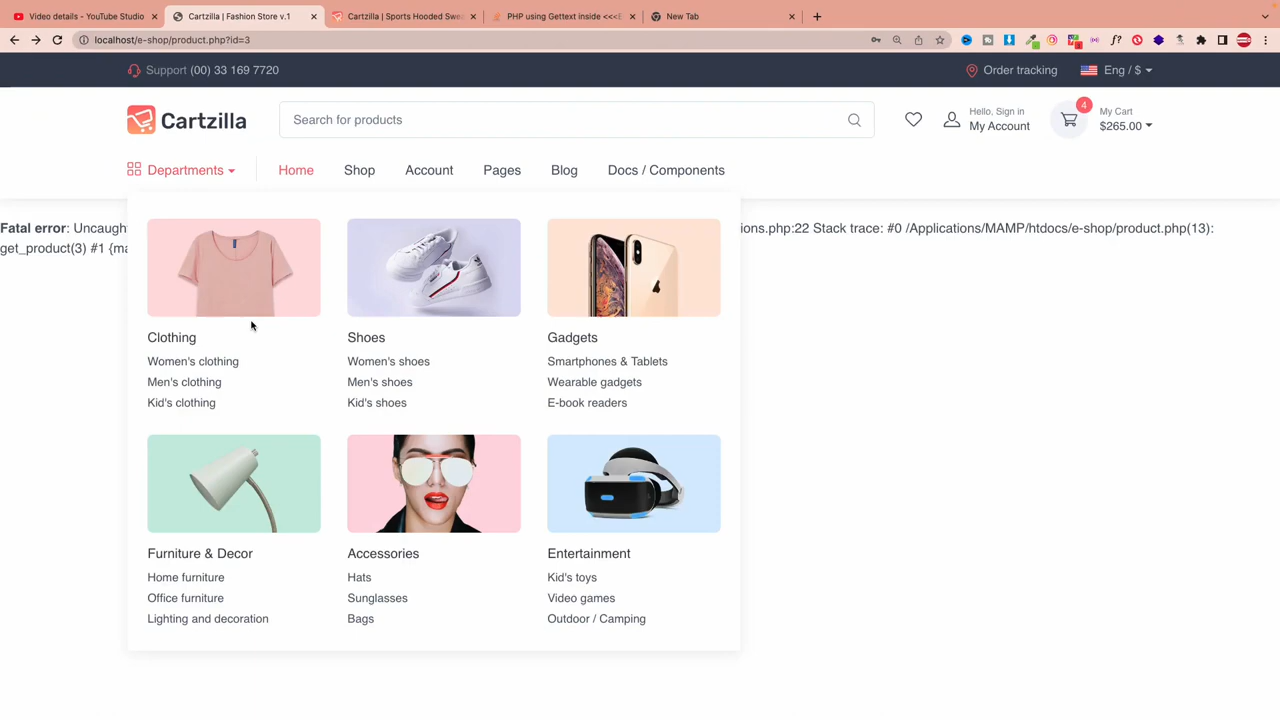 Video details - YouTube Studio
Cartzilla | Fashion Store v.1
Cartzilla | Sports Hooded Swea
PHP using Gettext inside <<<E
New Tab
localhost/e-shop/product.php?id=3
Support (00) 33 169 7720
Order tracking
Eng / $
Cartzilla
Search for products
Hello, Sign in
My Account
4
My Cart
$265.00
Departments
Home
Shop
Account
Pages
Blog
Docs / Components
Fatal error: Uncaugh ions.php:22 Stack trace: #0 /Applications/MAMP/htdocs/e-shop/product.php(13):
get_product(3) #1 {ma
Clothing
Women's clothing
Men's clothing
Kid's clothing
Shoes
Women's shoes
Men's shoes
Kid's shoes
Gadgets
Smartphones & Tablets
Wearable gadgets
E-book readers
Furniture & Decor
Home furniture
Office furniture
Lighting and decoration
Accessories
Hats
Sunglasses
Bags
Entertainment
Kid's toys
Video games
Outdoor / Camping